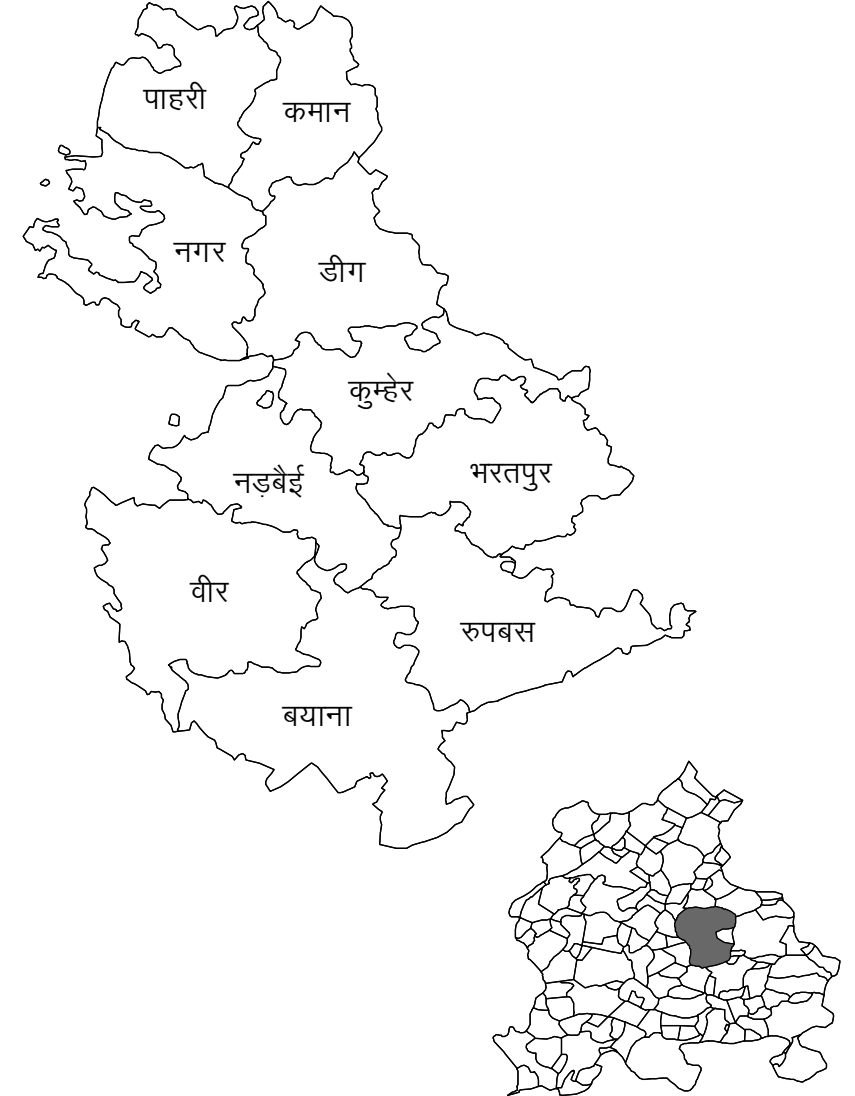 पाहरी
कमान
नगर
डीग
कुम्हेर
भरतपुर
नड़बैई
वीर
रुपबस
बयाना